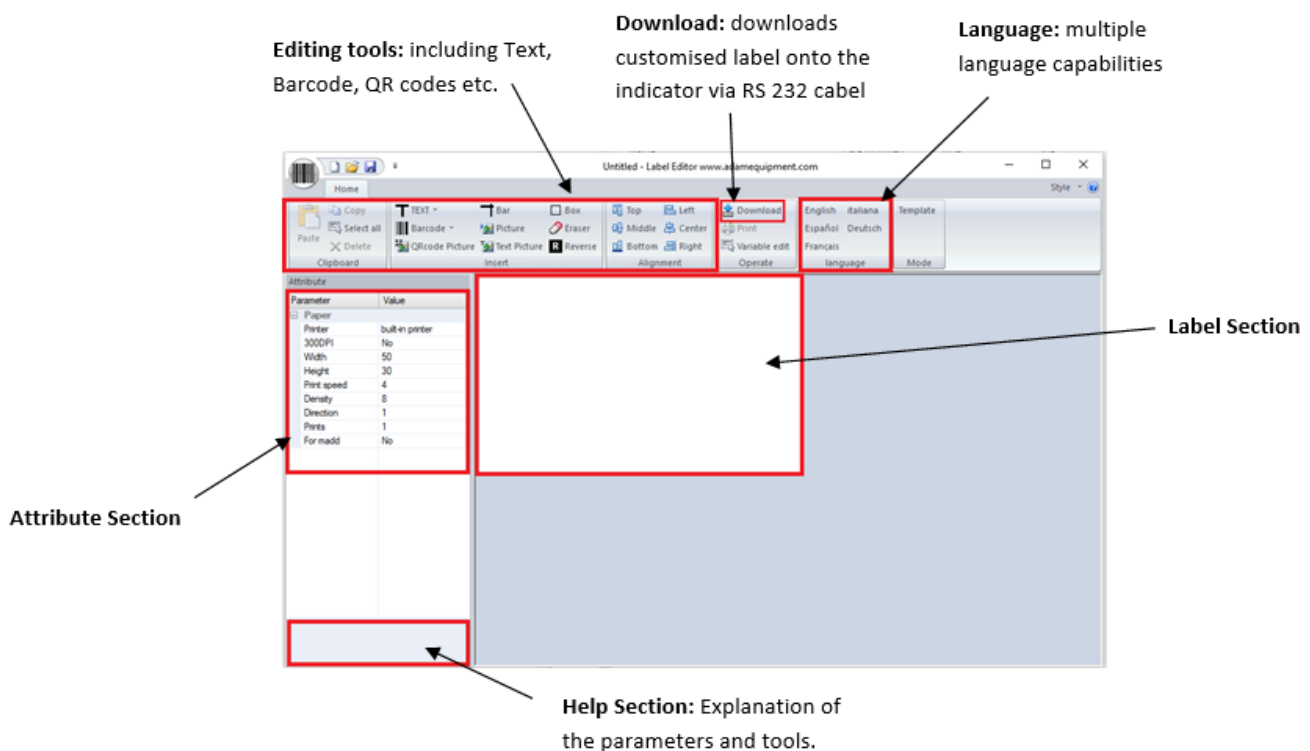 Editing tools: including Text,
Barcode, QR codes etc.
Download: downloads
customised label onto the
indicator via RS 232 cabel
Language: multiple
language capabilities
Untitled - Label Editor www.adamequipment.com
Home
Style
Paste
Copy
Select all
Delete
Clipboard
TEXT
Bar
Box
Barcode
Picture
Eraser
QRcode Picture
Text Picture
R Reverse
Insert
Top
Left
Middle
Center
Bottom
Right
Alignment
Download
Print
Variable edit
Operate
English
italiana
Español
Deutsch
Français
language
Template
Mode
Attribute
Parameter Value
Paper
Printer built-in printer
300DPI No
Width 50
Height 30
Print speed 4
Density 8
Direction 1
Prints 1
For madd No
Label Section
Attribute Section
Help Section: Explanation of
the parameters and tools.